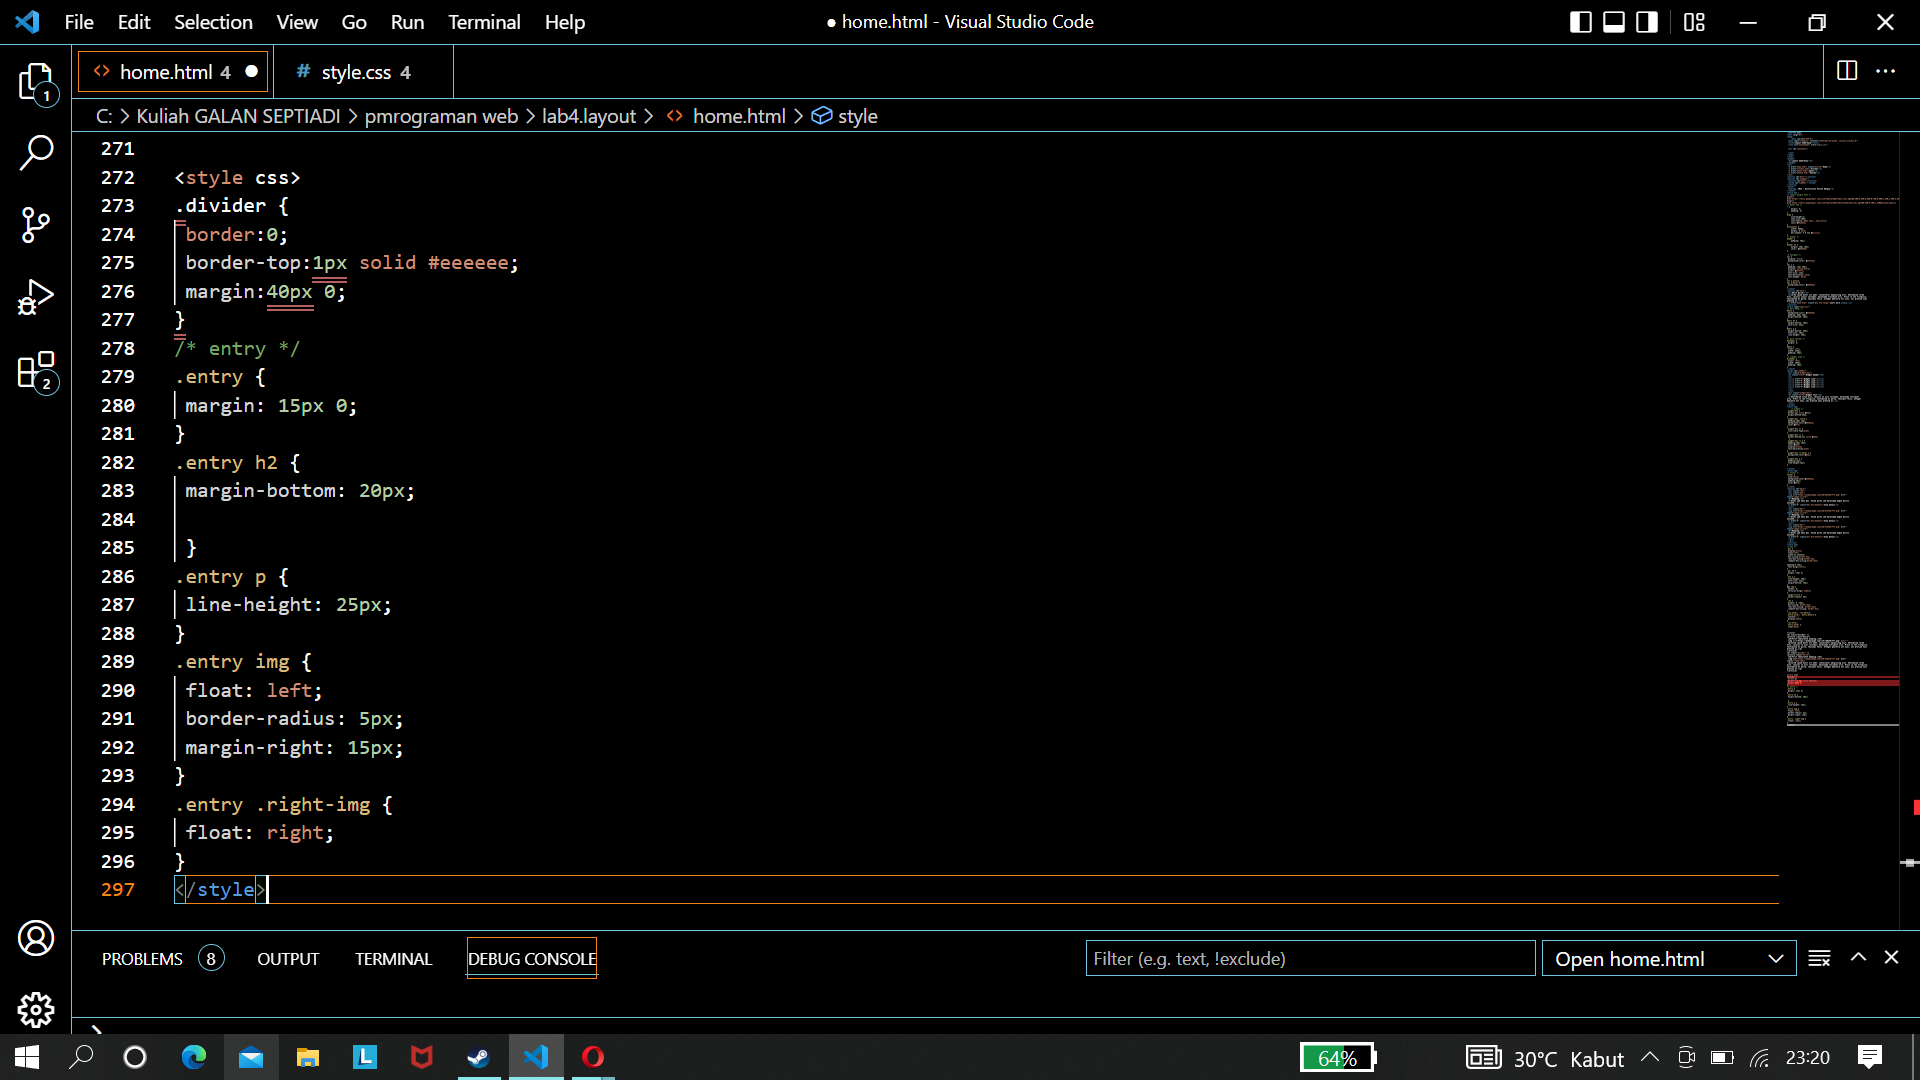 File Edit Selection View Go Run Terminal Help
● home.html - Visual Studio Code
home.html 4 ●
# style.css 4
C: > Kuliah GALAN SEPTIADI > pmrograman web > lab4.layout > <> home.html > style
271
272 <style css>
273 .divider {
274 border:0;
275 border-top:1px solid #eeeeee;
276 margin:40px 0;
277 }
278 /* entry */
279 .entry {
280 margin: 15px 0;
281 }
282 .entry h2 {
283 margin-bottom: 20px;
284
285 }
286 .entry p {
287 line-height: 25px;
288 }
289 .entry img {
290 float: left;
291 border-radius: 5px;
292 margin-right: 15px;
293 }
294 .entry .right-img {
295 float: right;
296 }
297 </style>
1
2
PROBLEMS 8 OUTPUT TERMINAL DEBUG CONSOLE
Filter (e.g. text, !exclude)
Open home.html
>
L
64%
30°C Kabut
23:20